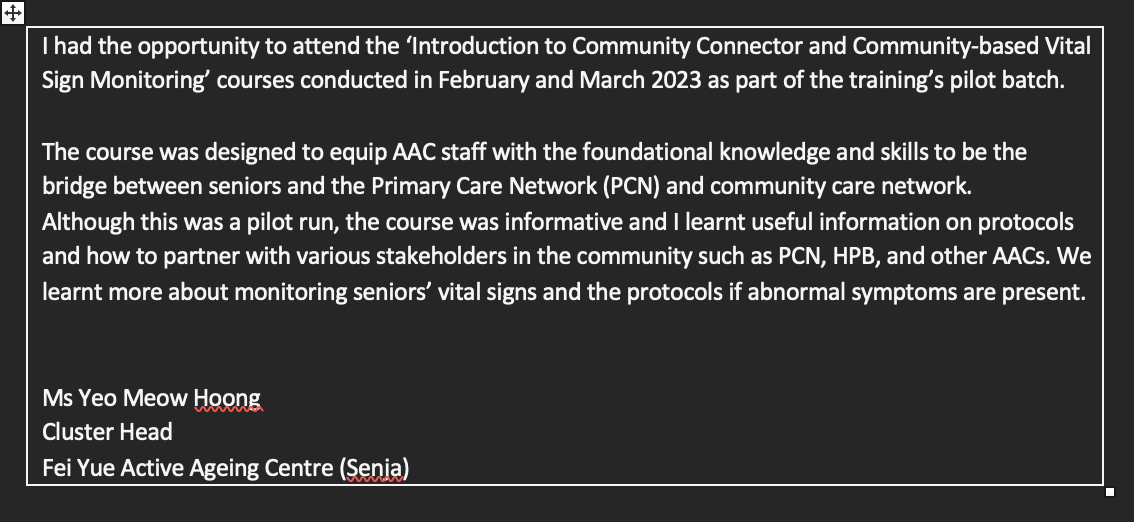 I had the opportunity to attend the ‘Introduction to Community Connector and Community-based Vital
Sign Monitoring’ courses conducted in February and March 2023 as part of the training’s pilot batch.
The course was designed to equip AAC staff with the foundational knowledge and skills to be the
bridge between seniors and the Primary Care Network (PCN) and community care network.
Although this was a pilot run, the course was informative and I learnt useful information on protocols
and how to partner with various stakeholders in the community such as PCN, HPB, and other AACs. We
learnt more about monitoring seniors’ vital signs and the protocols if abnormal symptoms are present.
Ms Yeo Meow Hoong
Cluster Head
Fei Yue Active Ageing Centre (Senja)